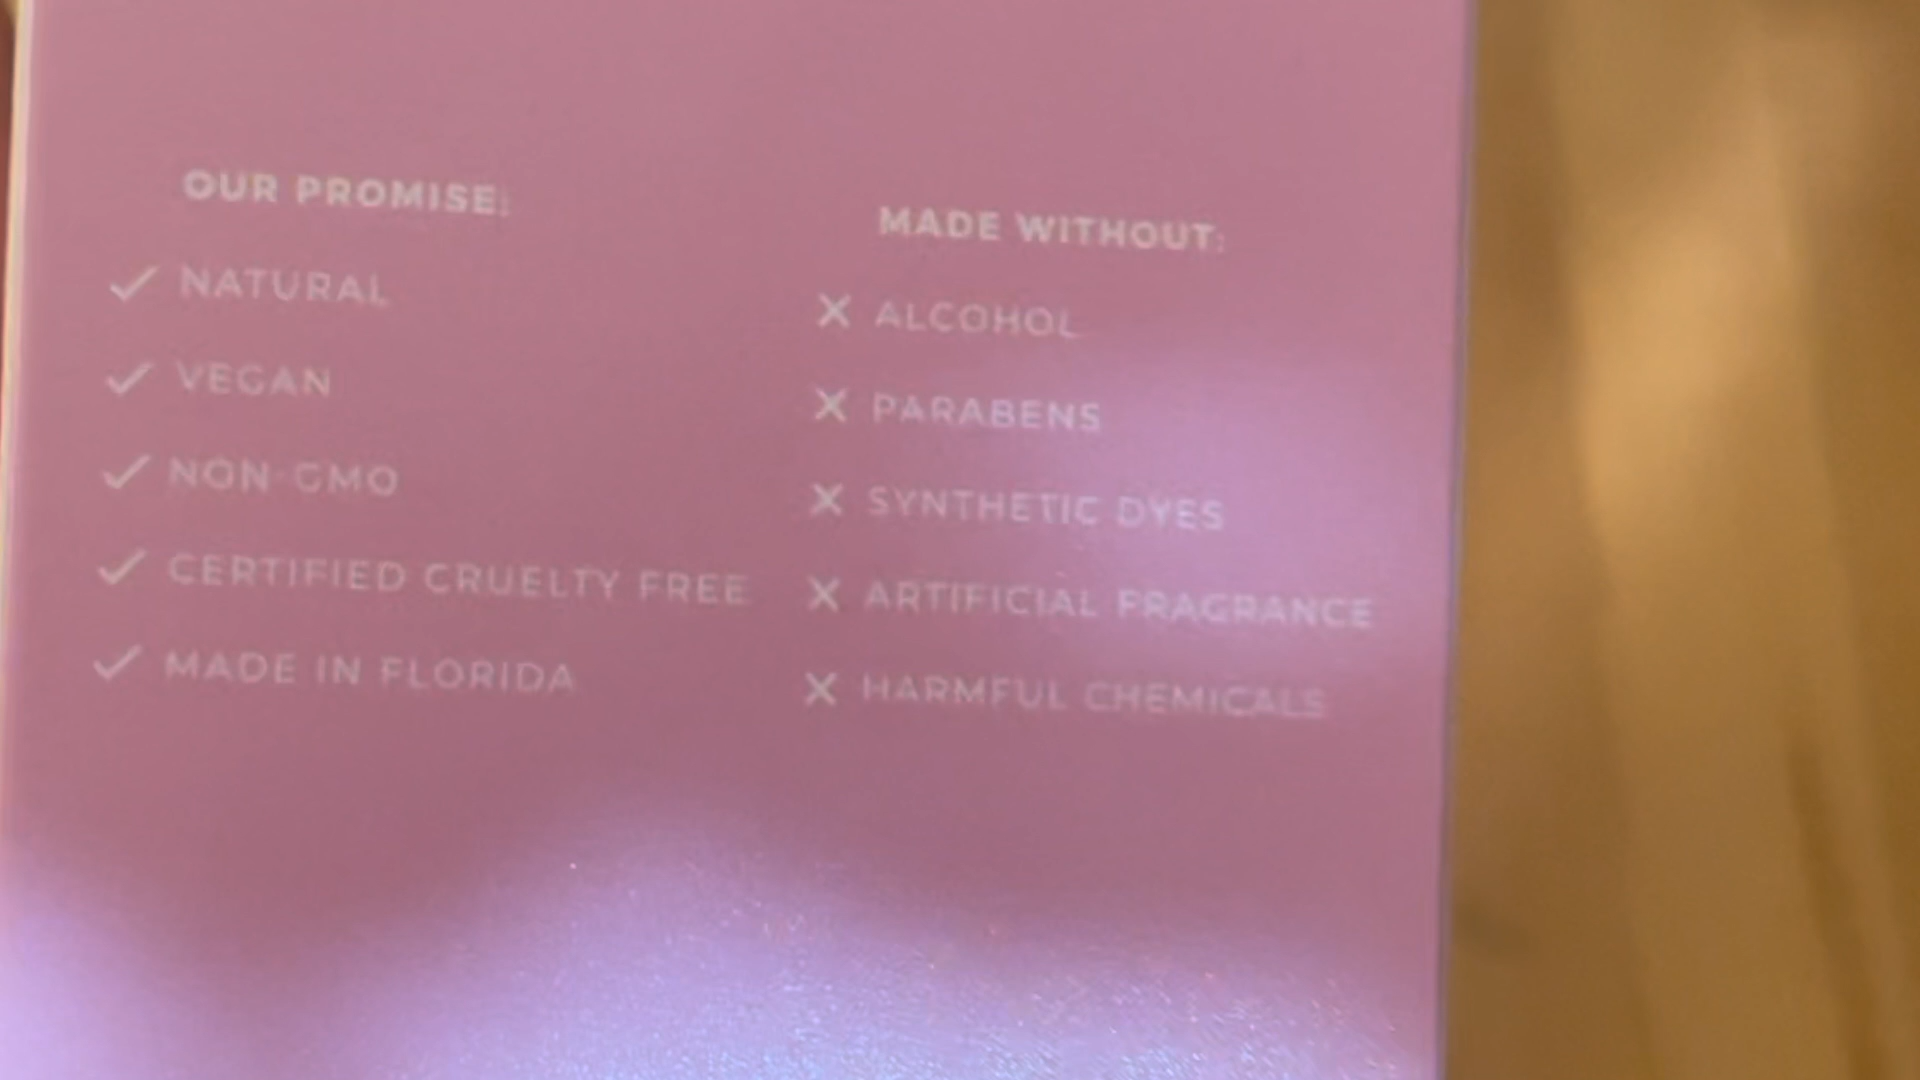 OUR PROMISE:
✓ NATURAL
✓ VEGAN
✓ NON-GMO
✓ CERTIFIED CRUELTY FREE
✓ MADE IN FLORIDA
MADE WITHOUT:
✕ ALCOHOL
✕ PARABENS
✕ SYNTHETIC DYES
✕ ARTIFICIAL FRAGRANCE
✕ HARMFUL CHEMICALS